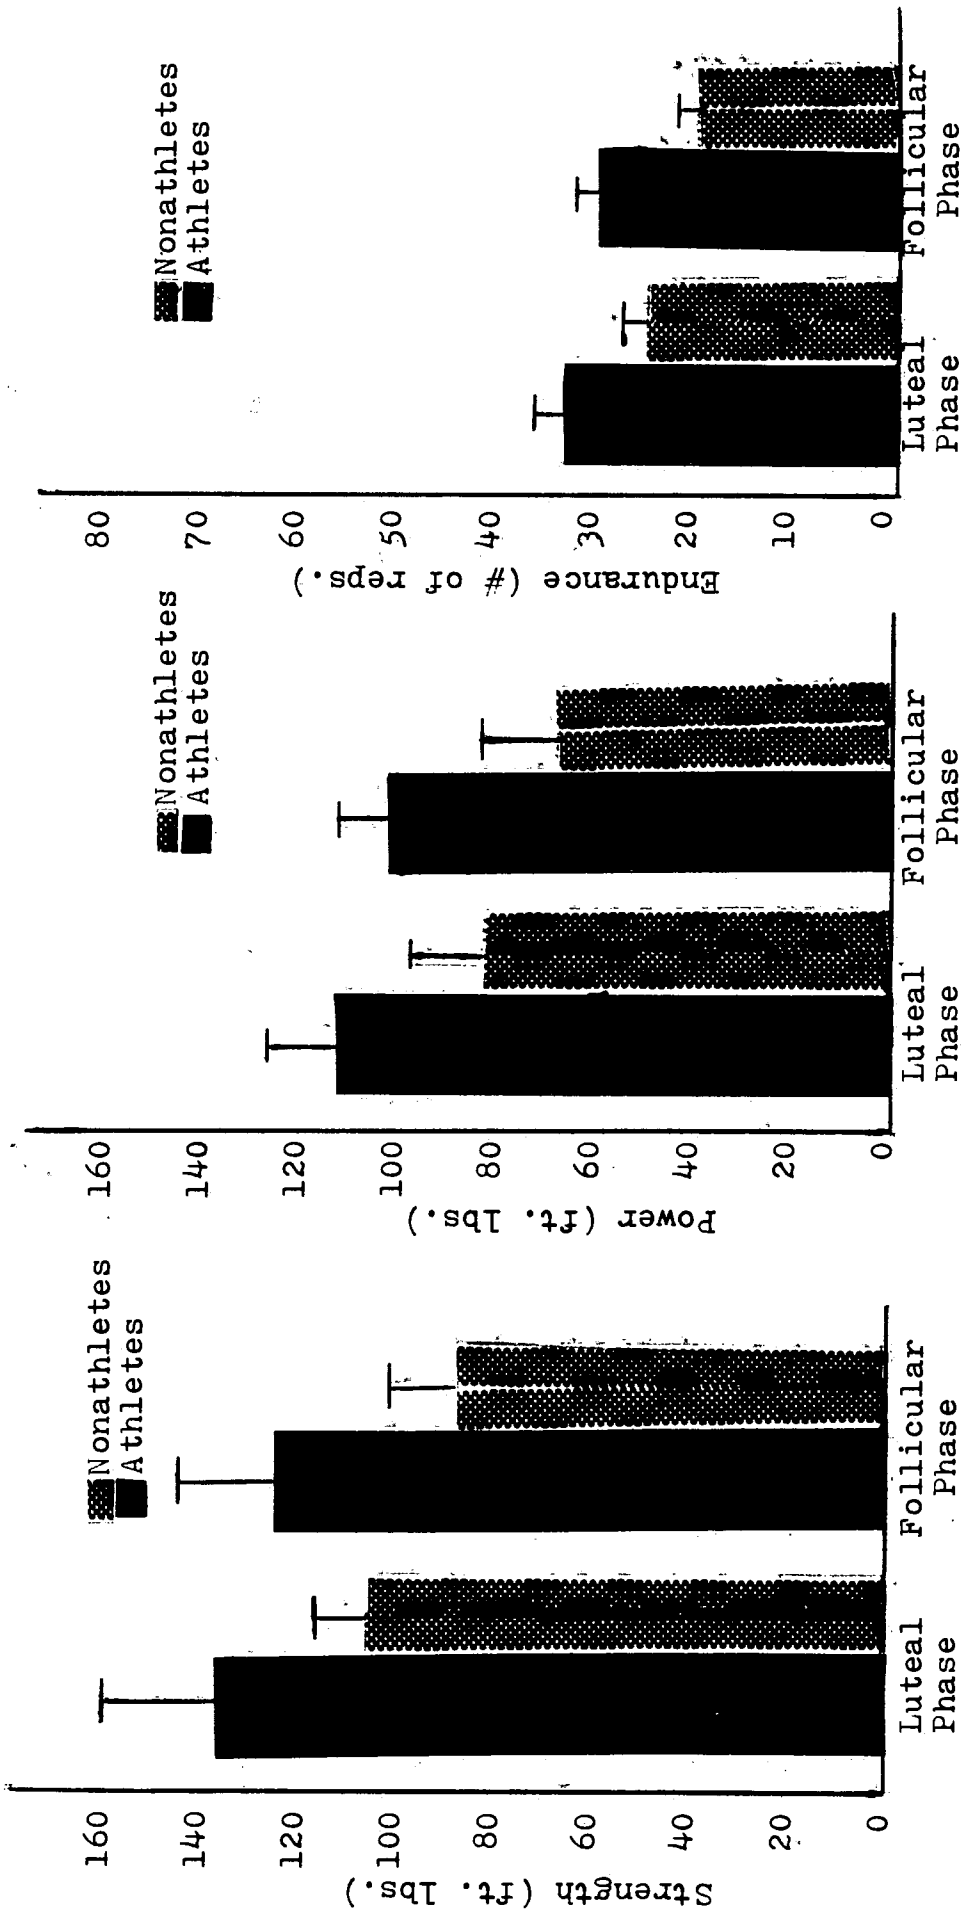 Strength (ft. lbs.)
160
140
120
100
80
60
40
20
0
Nonathletes
Athletes
Luteal
Phase
Follicular
Phase
Power (ft. lbs.)
160
140
120
100
80
60
40
20
0
Nonathletes
Athletes
Luteal
Phase
Follicular
Phase
Endurance (# of reps.)
80
70
60
50
40
30
20
10
0
Nonathletes
Athletes
Luteal
Phase
Follicular
Phase